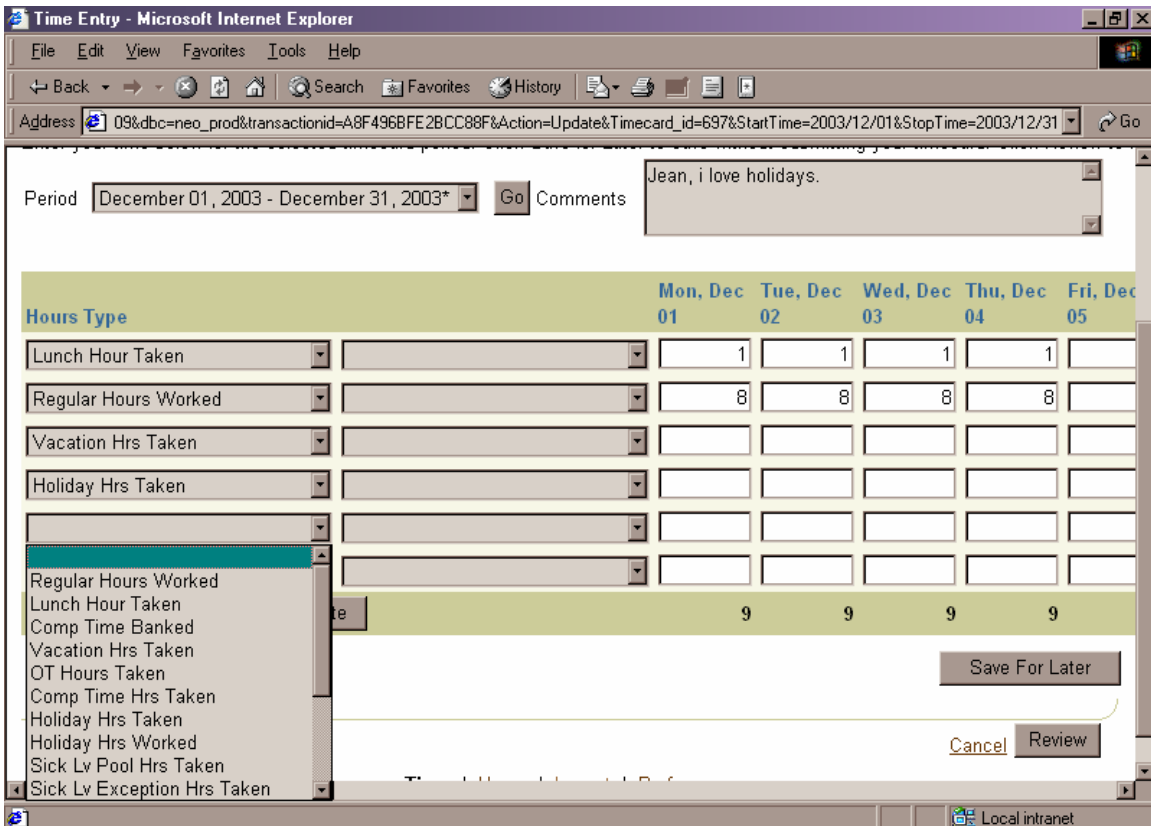 Time Entry - Microsoft Internet Explorer
File Edit View Favorites Tools Help
Back Search Favorites History
Address 09&dbc=neo_prod&transactionid=A8F496BFE2BCC88F&Action=Update&Timecard_id=697&StartTime=2003/12/01&StopTime=2003/12/31 Go
Jean, i love holidays.
Period December 01, 2003 - December 31, 2003* Go Comments
Mon, Dec Tue, Dec Wed, Dec Thu, Dec Fri, Dec
Hours Type 01 02 03 04 05
Lunch Hour Taken 1 1 1 1
Regular Hours Worked 8 8 8 8
Vacation Hrs Taken
Holiday Hrs Taken
Regular Hours Worked
Lunch Hour Taken
te 9 9 9 9
Comp Time Banked
Vacation Hrs Taken
OT Hours Taken
Save For Later
Comp Time Hrs Taken
Holiday Hrs Taken
Holiday Hrs Worked
Cancel Review
Sick Lv Pool Hrs Taken
Sick Lv Exception Hrs Taken
Local intranet